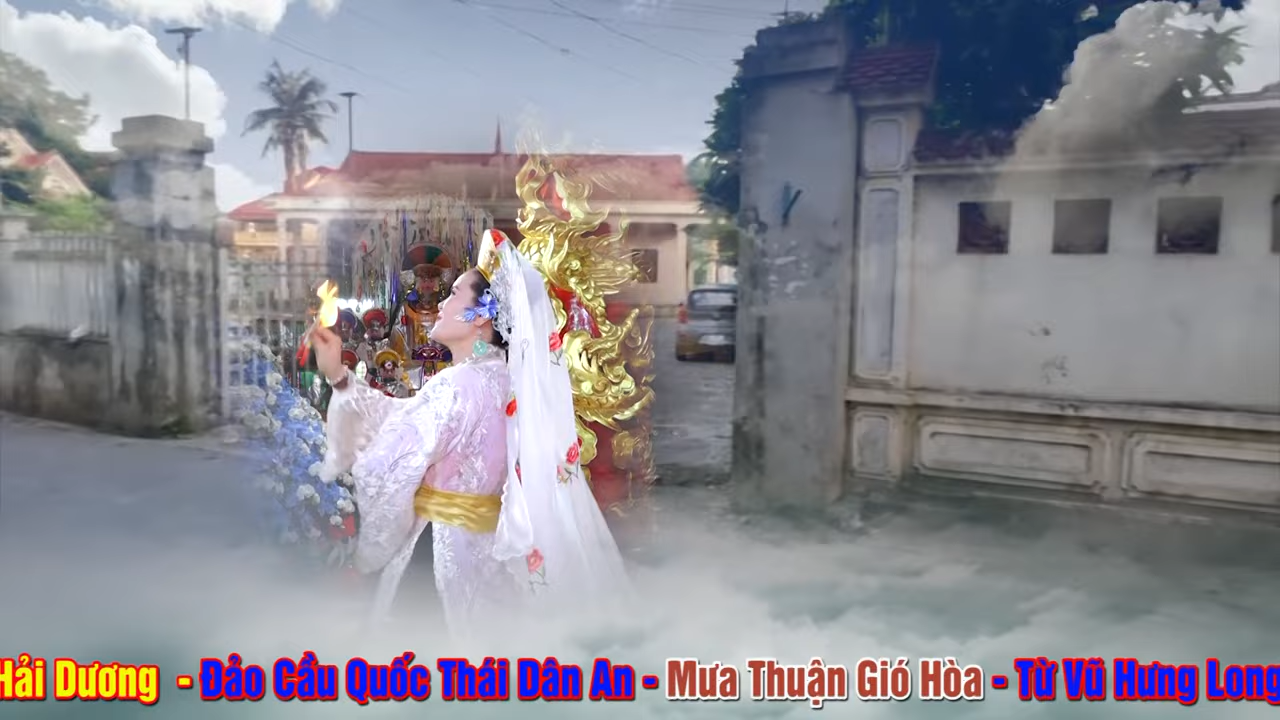 Hải Dương - Đảo Cầu Quốc Thái Dân An - Mưa Thuận Gió Hòa - Từ Vũ Hưng Long